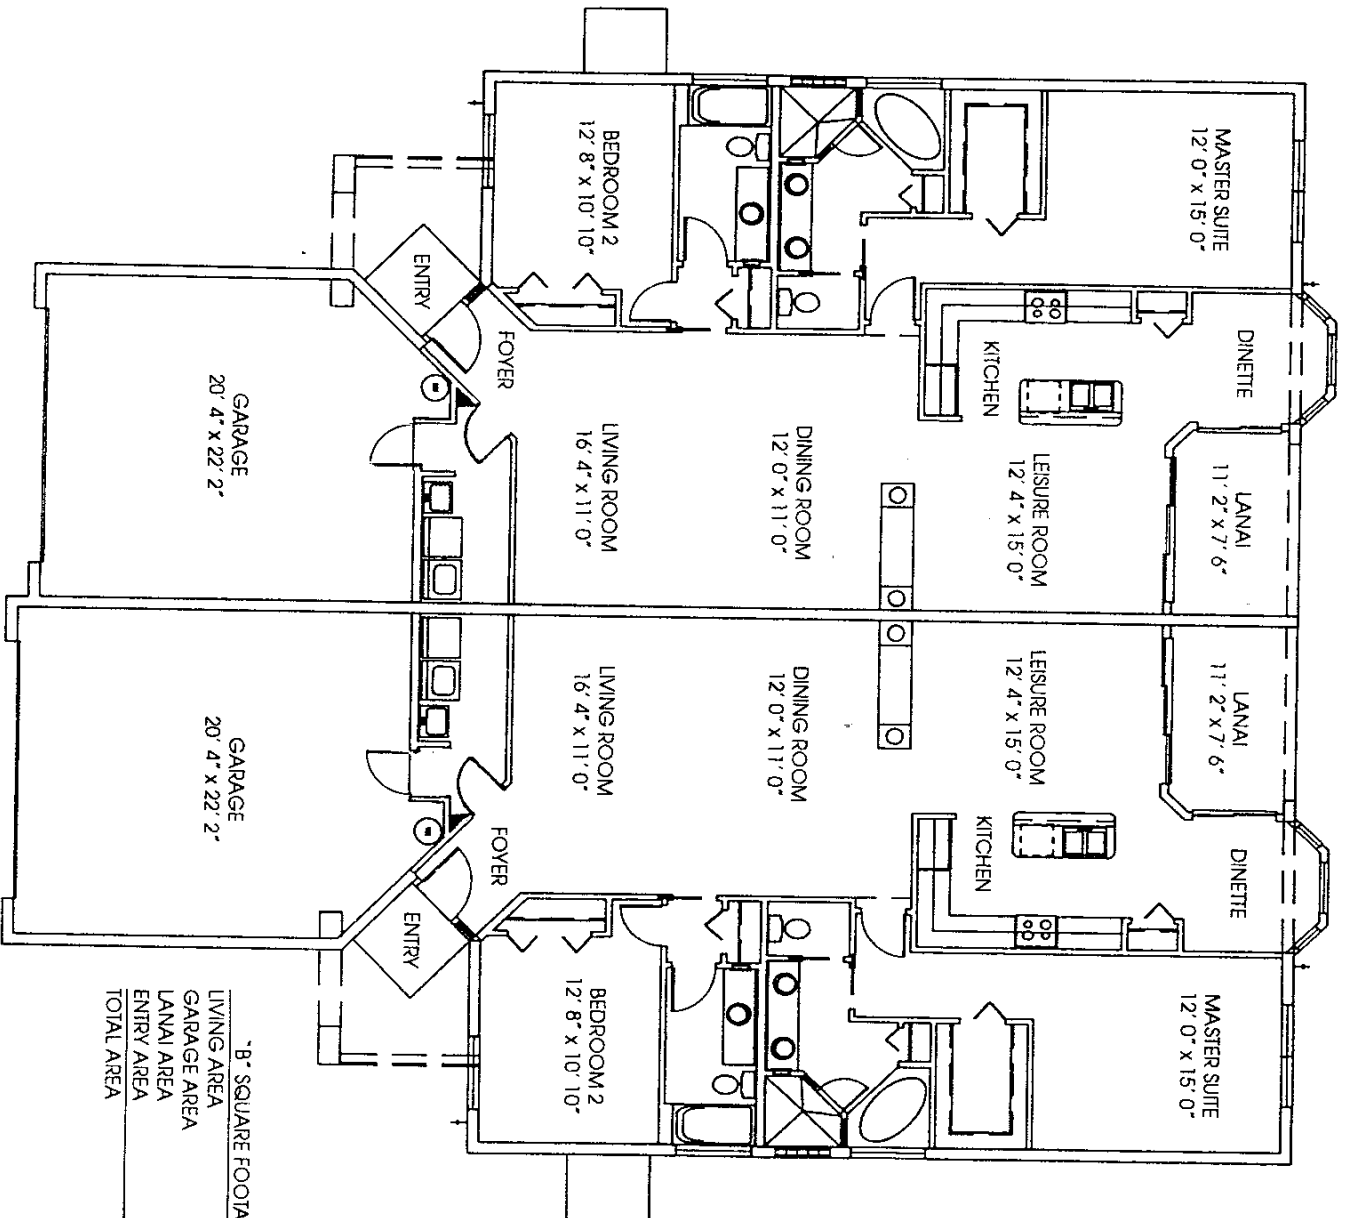 MASTER SUITE
12' 0" x 15' 0"
DINETTE
LANAI
11' 2" x 7' 6"
LANAI
11' 2" x 7' 6"
DINETTE
MASTER SUITE
12' 0" x 15' 0"
KITCHEN
LEISURE ROOM
12' 4" x 15' 0"
LEISURE ROOM
12' 4" x 15' 0"
KITCHEN
DINING ROOM
12' 0" x 11' 0"
DINING ROOM
12' 0" x 11' 0"
BEDROOM 2
12' 8" x 10' 10"
LIVING ROOM
16' 4" x 11' 0"
LIVING ROOM
16' 4" x 11' 0"
BEDROOM 2
12' 8" x 10' 10"
FOYER
FOYER
ENTRY
ENTRY
GARAGE
20' 4" x 22' 2"
GARAGE
20' 4" x 22' 2"
"B" SQUARE FOOTA
LIVING AREA
GARAGE AREA
LANAI AREA
ENTRY AREA
TOTAL AREA